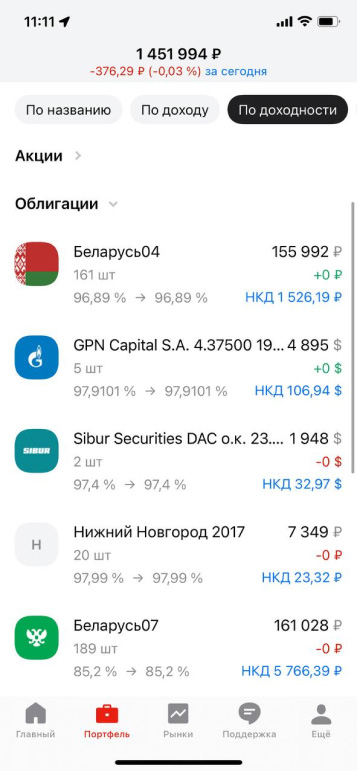 11:11
1 451 994 ₽
-376,29 ₽ (-0,03 %) за сегодня
По названию По доходу По доходности
Акции
Облигации
Беларусь04 155 992 ₽
161 шт +0 ₽
96,89 % → 96,89 % НКД 1 526,19 ₽
GPN Capital S.A. 4.37500 19... 4 895 $
5 шт +0 $
97,9101 % → 97,9101 % НКД 106,94 $
SIBUR
Sibur Securities DAC о.к. 23.... 1 948 $
2 шт -0 $
97,4 % → 97,4 % НКД 32,97 $
Н
Нижний Новгород 2017 7 349 ₽
20 шт -0 ₽
97,99 % → 97,99 % НКД 23,32 ₽
Беларусь07 161 028 ₽
189 шт -0 ₽
85,2 % → 85,2 % НКД 5 766,39 ₽
Главный Портфель Рынки Поддержка Ещё